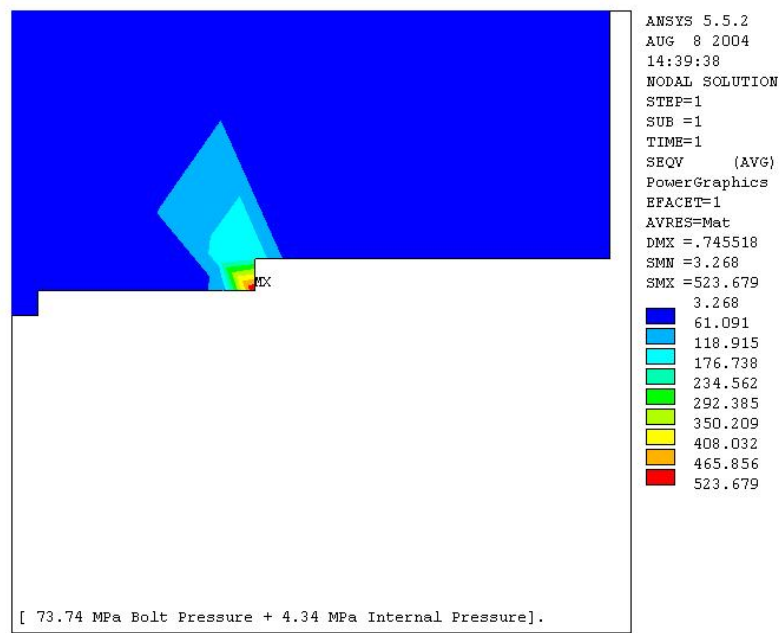 ANSYS 5.5.2
AUG 8 2004
14:39:38
NODAL SOLUTION
STEP=1
SUB =1
TIME=1
SEQV (AVG)
PowerGraphics
EFACET=1
AVRES=Mat
DMX =.745518
SMN =3.268
SMX =523.679
3.268
61.091
118.915
176.738
234.562
292.385
350.209
408.032
465.856
523.679
MX
[ 73.74 MPa Bolt Pressure + 4.34 MPa Internal Pressure].